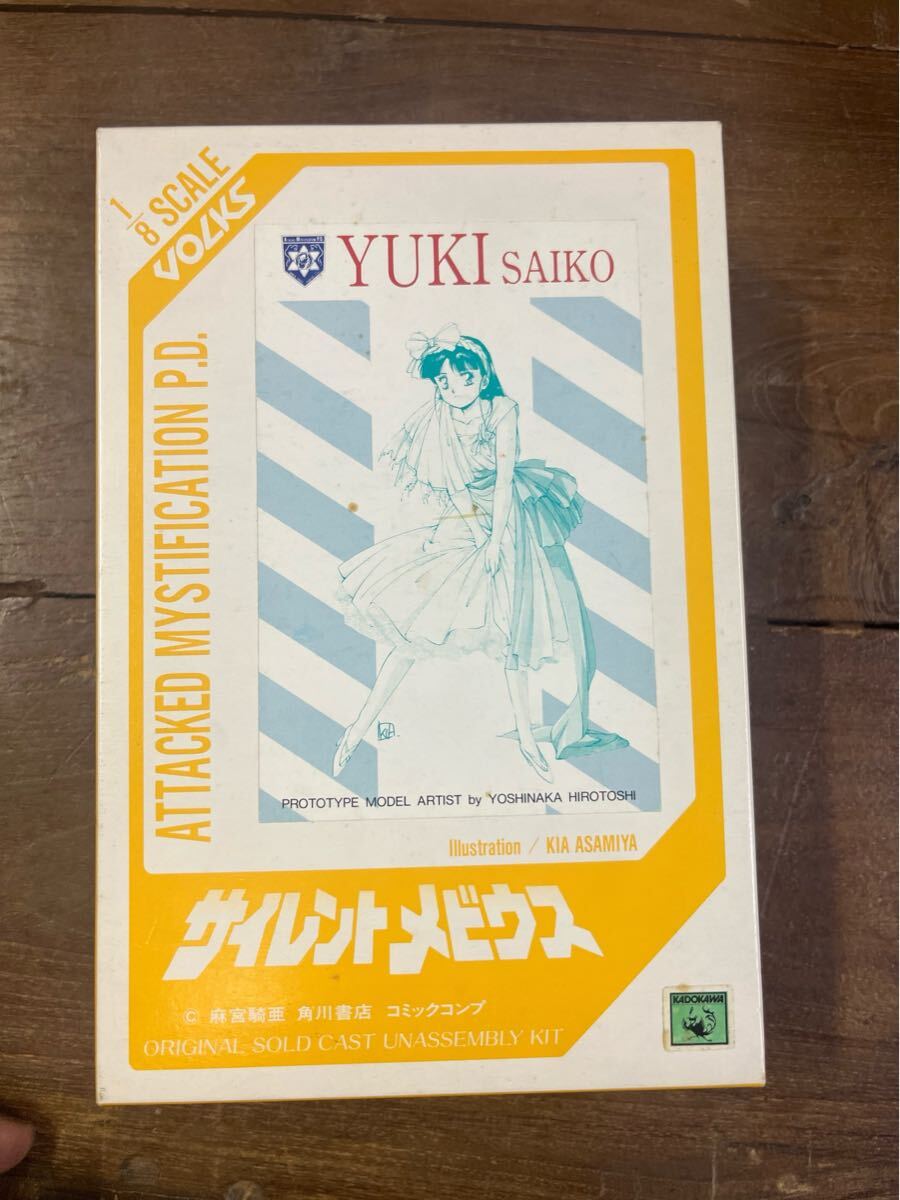 1/8 SCALE
VOLKS
ATTACKED MYSTIFICATION P.D.
YUKI SAIKO
PROTOTYPE MODEL ARTIST by YOSHINAKA HIROTOSHI
Illustration / KIA ASAMIYA
サイレントメビウス
© 麻宮騎亜 角川書店 コミックコンプ
ORIGINAL SOLD CAST UNASSEMBLY KIT
KADOKAWA